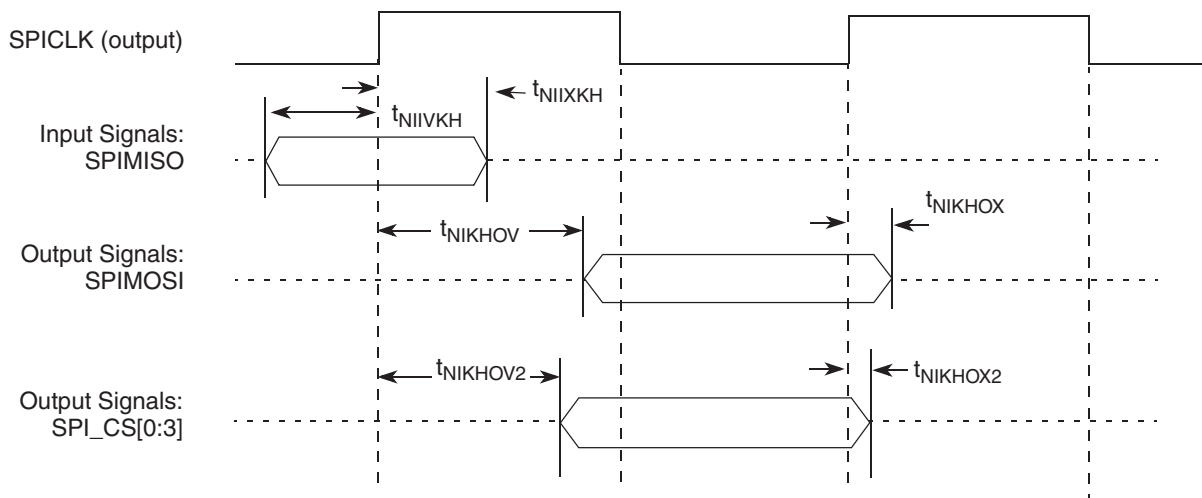 SPICLK (output)
tNIIXKH
tNIIVKH
Input Signals:
SPIMISO
tNIKHOX
tNIKHOV
Output Signals:
SPIMOSI
tNIKHOV2
tNIKHOX2
Output Signals:
SPI_CS[0:3]